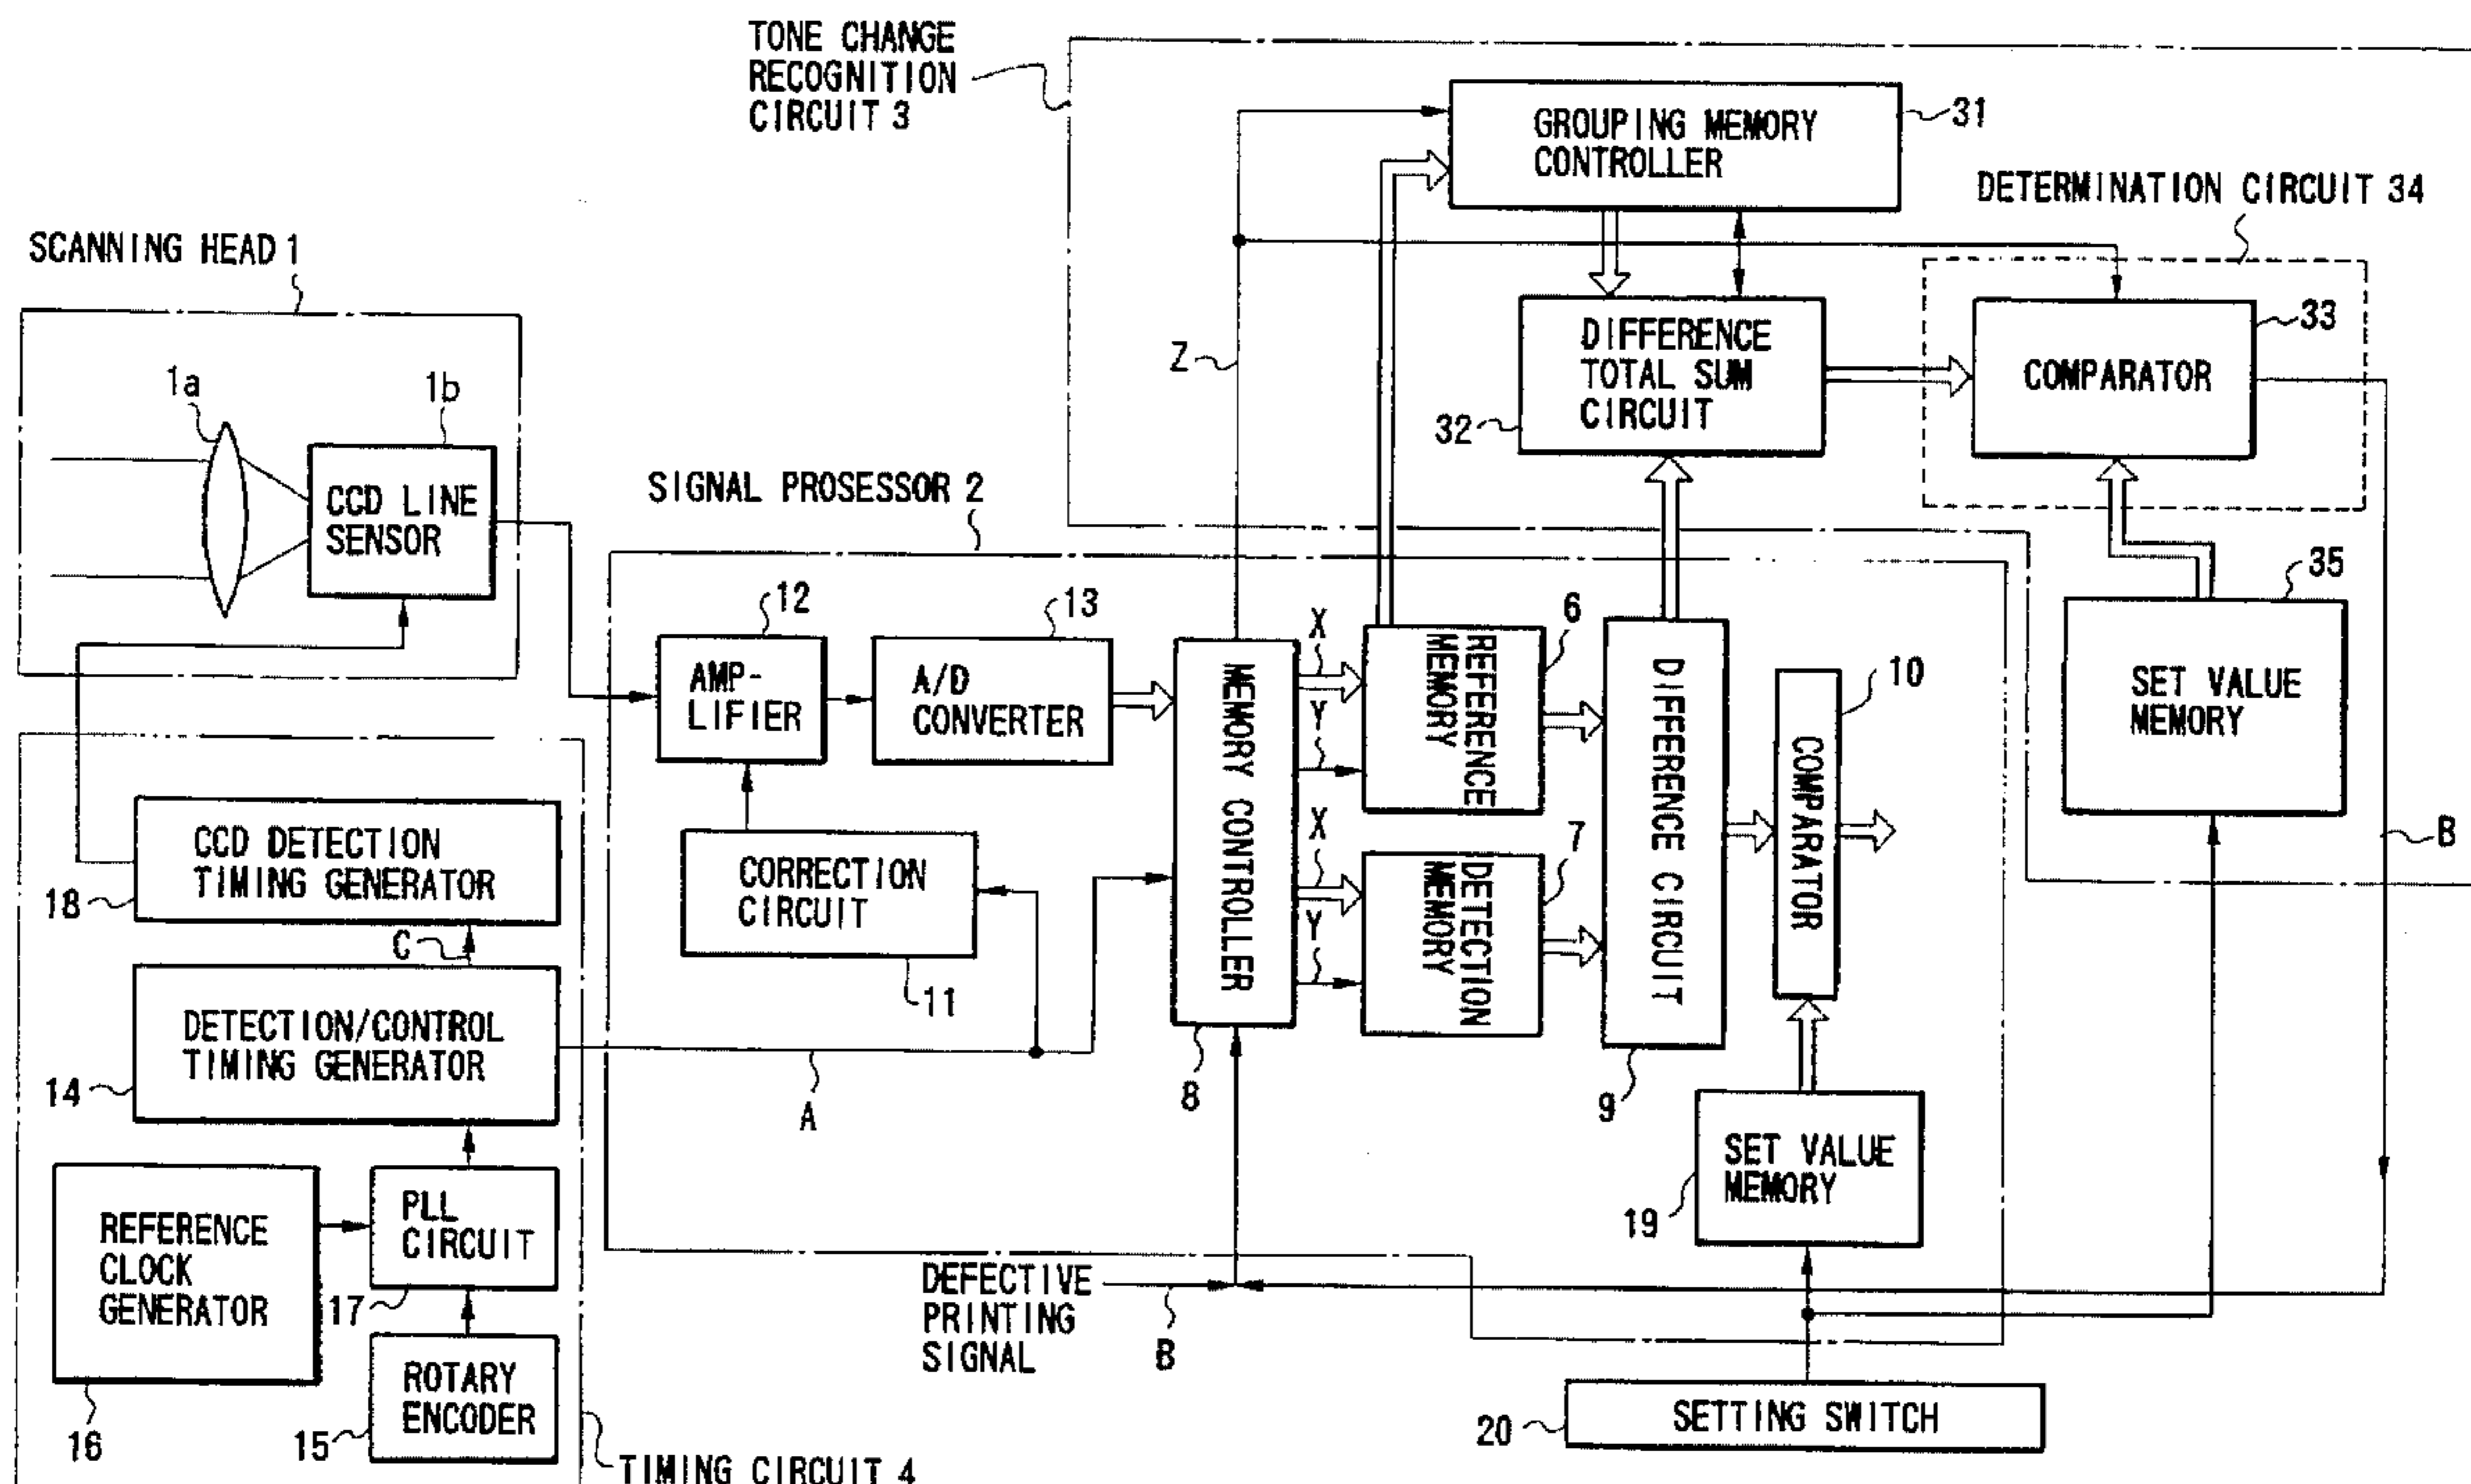 TONE CHANGE
RECOGNITION
CIRCUIT 3
GROUPING MEMORY
CONTROLLER
31
DETERMINATION CIRCUIT 34
SCANNING HEAD 1
1a
1b
CCD LINE
SENSOR
Z
DIFFERENCE
TOTAL SUM
CIRCUIT
32
33
COMPARATOR
SIGNAL PROSESSOR 2
12
AMP-
LIFIER
13
A/D
CONVERTER
X
Y
6
REFERENCE
MEMORY
10
COMPARATOR
35
SET VALUE
MEMORY
MEMORY CONTROLLER
8
X
Y
7
DETECTION
MEMORY
DIFFERENCE CIRCUIT
9
B
CCD DETECTION
TIMING GENERATOR
18
CORRECTION
CIRCUIT
11
C
DETECTION/CONTROL
TIMING GENERATOR
14
A
SET VALUE
MEMORY
19
REFERENCE
CLOCK
GENERATOR
16
PLL
CIRCUIT
17
ROTARY
ENCODER
15
DEFECTIVE
PRINTING
SIGNAL
B
SETTING SWITCH
20
TIMING CIRCUIT 4